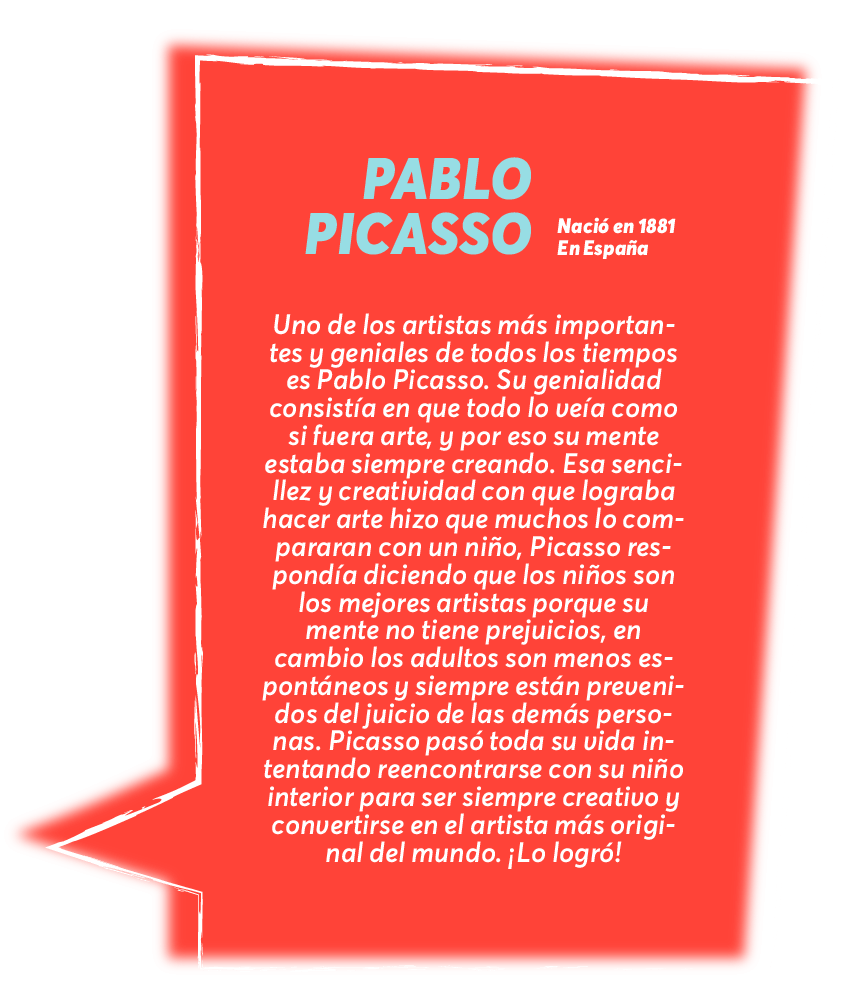 PABLO
PICASSO
Nació en 1881
En España
Uno de los artistas más importan-
tes y geniales de todos los tiempos
es Pablo Picasso. Su genialidad
consistía en que todo lo veía como
si fuera arte, y por eso su mente
estaba siempre creando. Esa senci-
llez y creatividad con que lograba
hacer arte hizo que muchos lo com-
pararan con un niño, Picasso res-
pondía diciendo que los niños son
los mejores artistas porque su
mente no tiene prejuicios, en
cambio los adultos son menos es-
pontáneos y siempre están preveni-
dos del juicio de las demás perso-
nas. Picasso pasó toda su vida in-
tentando reencontrarse con su niño
interior para ser siempre creativo y
convertirse en el artista más origi-
nal del mundo. ¡Lo logró!